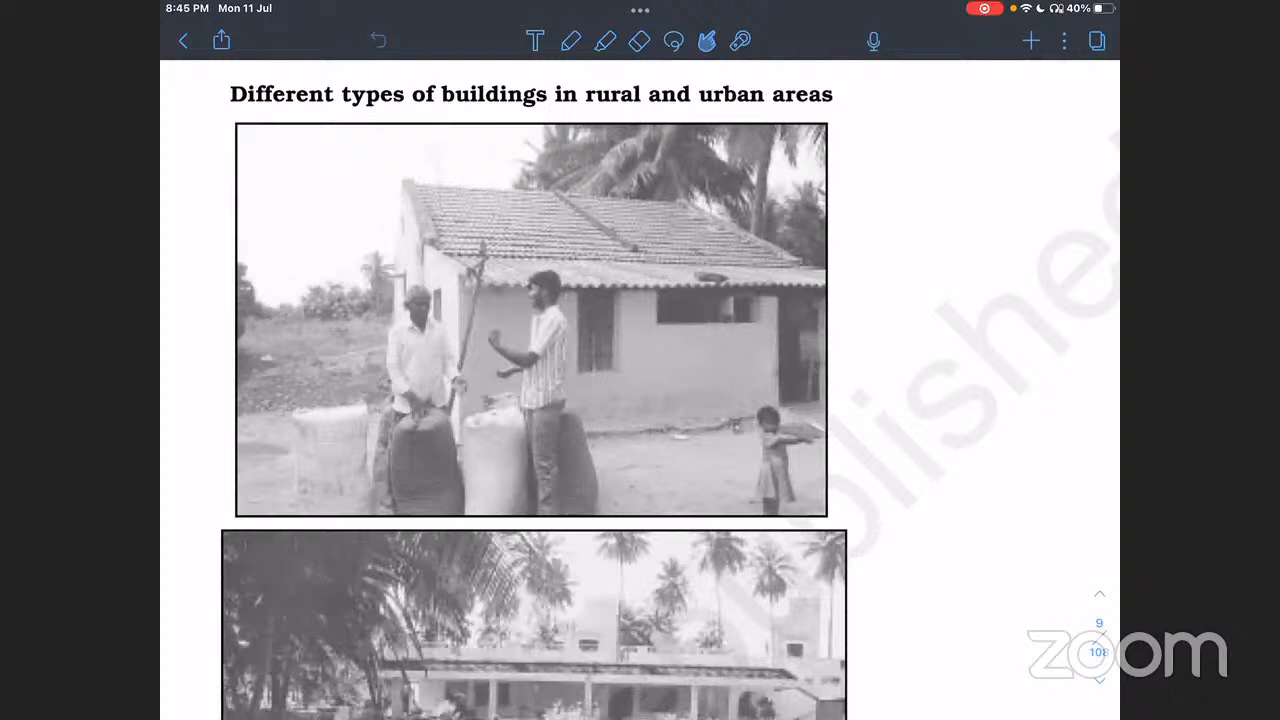 8:45 PM Mon 11 Jul
40%
Different types of buildings in rural and urban areas
blished
9
108
zoom